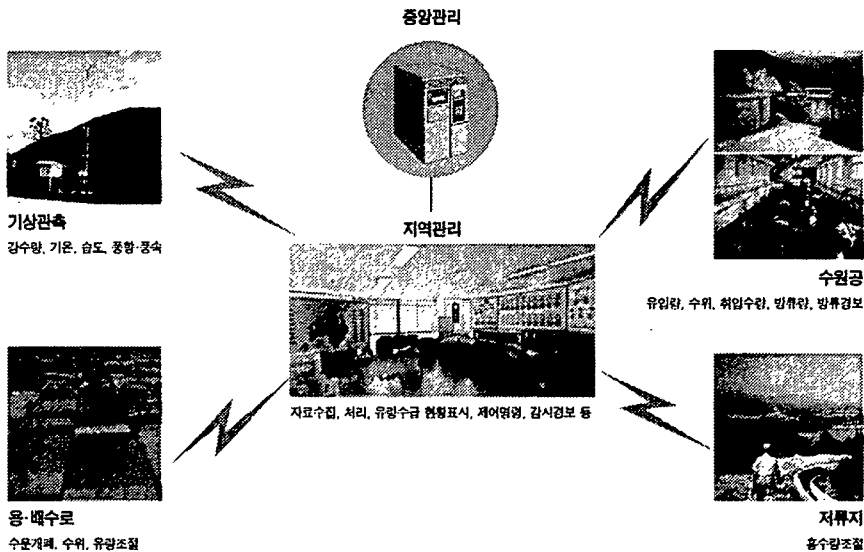 중앙관리
기상관측
강수량, 기온, 습도, 풍향·풍속
지역관리
수원공
유입량, 수위, 취입수량, 방류량, 방류경보
자료수집, 처리, 유량수급 현황표시, 제어명령, 감시경보 등
용·배수로
수문개폐, 수위, 유량조절
저류지
홍수량조절